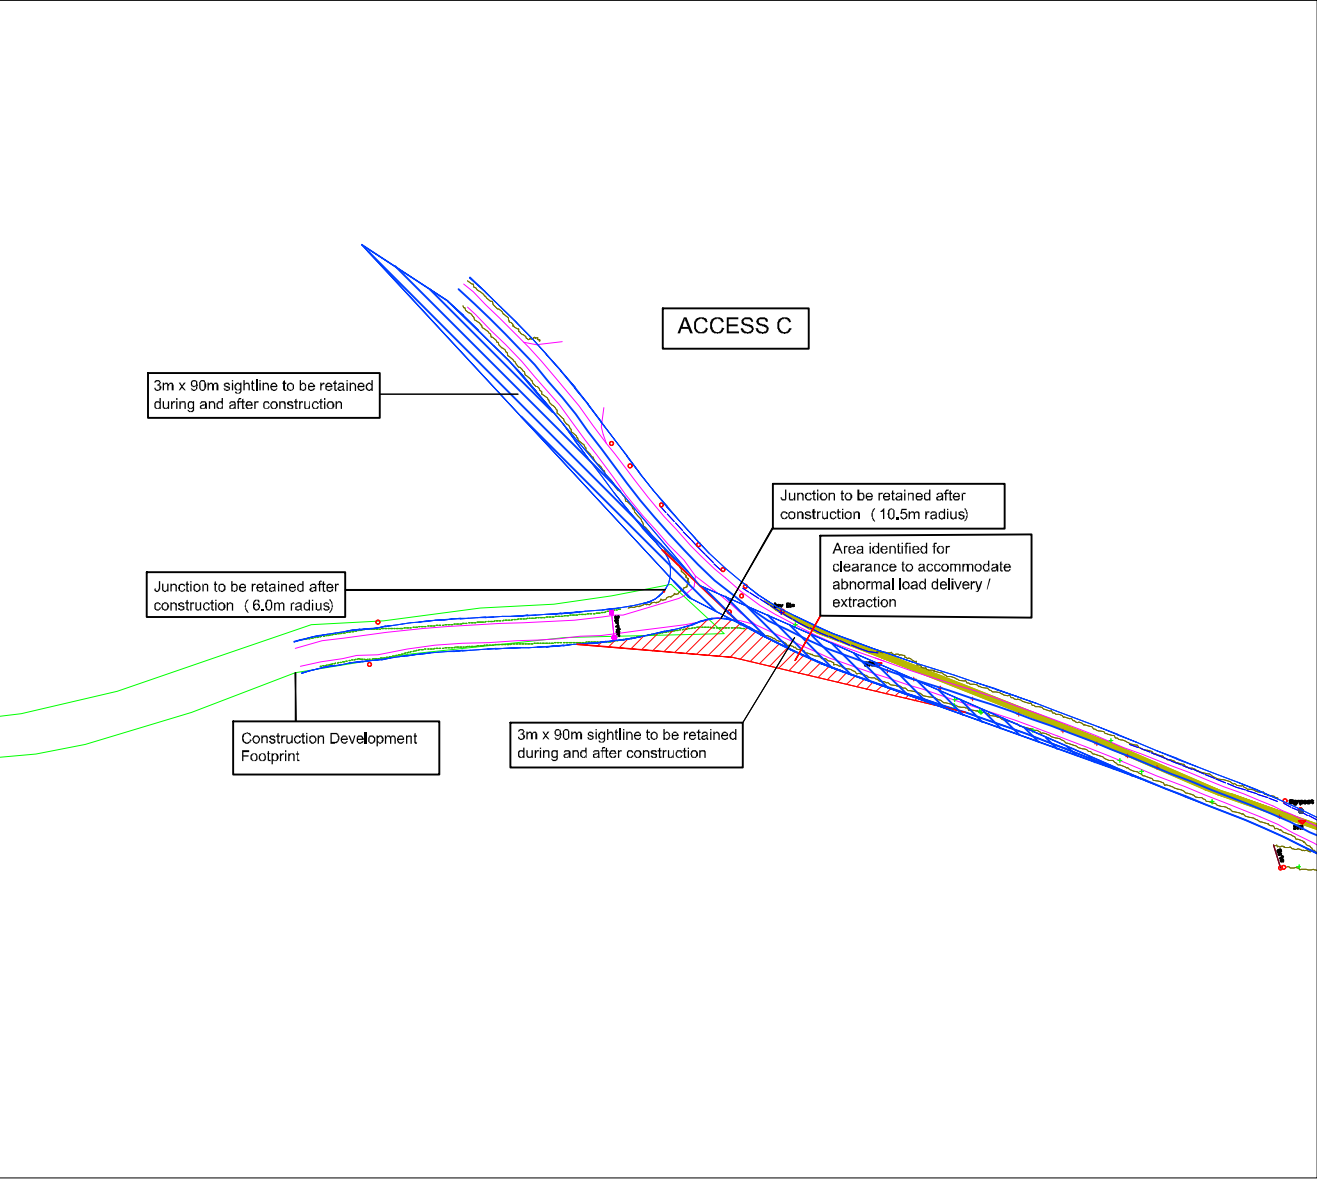 ACCESS C
3m x 90m sightline to be retained
during and after construction
Junction to be retained after
construction ( 10.5m radius)
Area identified for
clearance to accommodate
abnormal load delivery /
extraction
Junction to be retained after
construction ( 6.0m radius)
3m x 90m sightline to be retained
during and after construction
Construction Development
Footprint